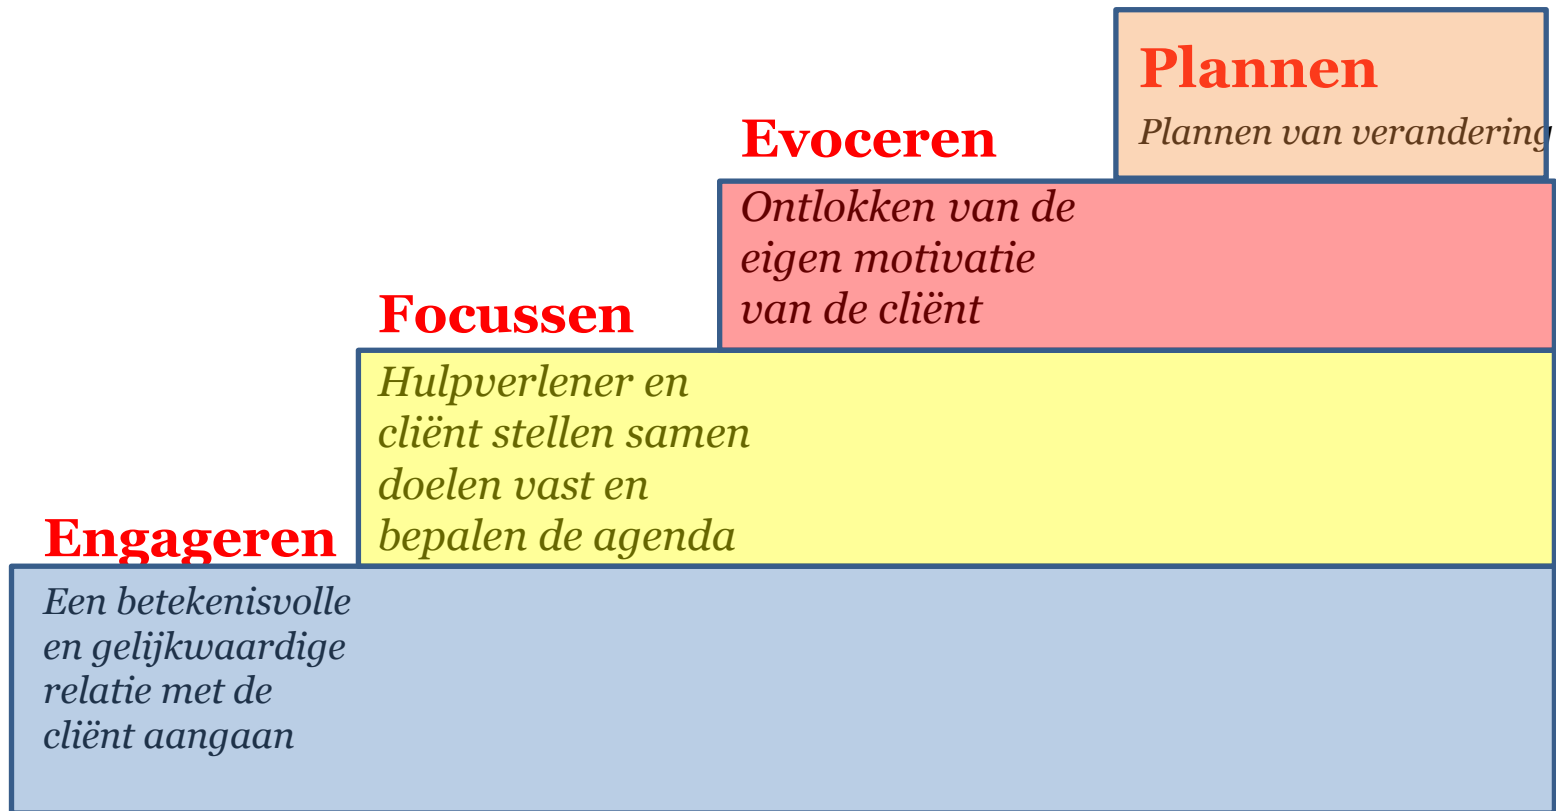 Plannen
Plannen van verandering
Evoceren
Ontlokken van de
eigen motivatie
van de cliënt
Focussen
Hulpverlener en
cliënt stellen samen
doelen vast en
bepalen de agenda
Engageren
Een betekenisvolle
en gelijkwaardige
relatie met de
cliënt aangaan